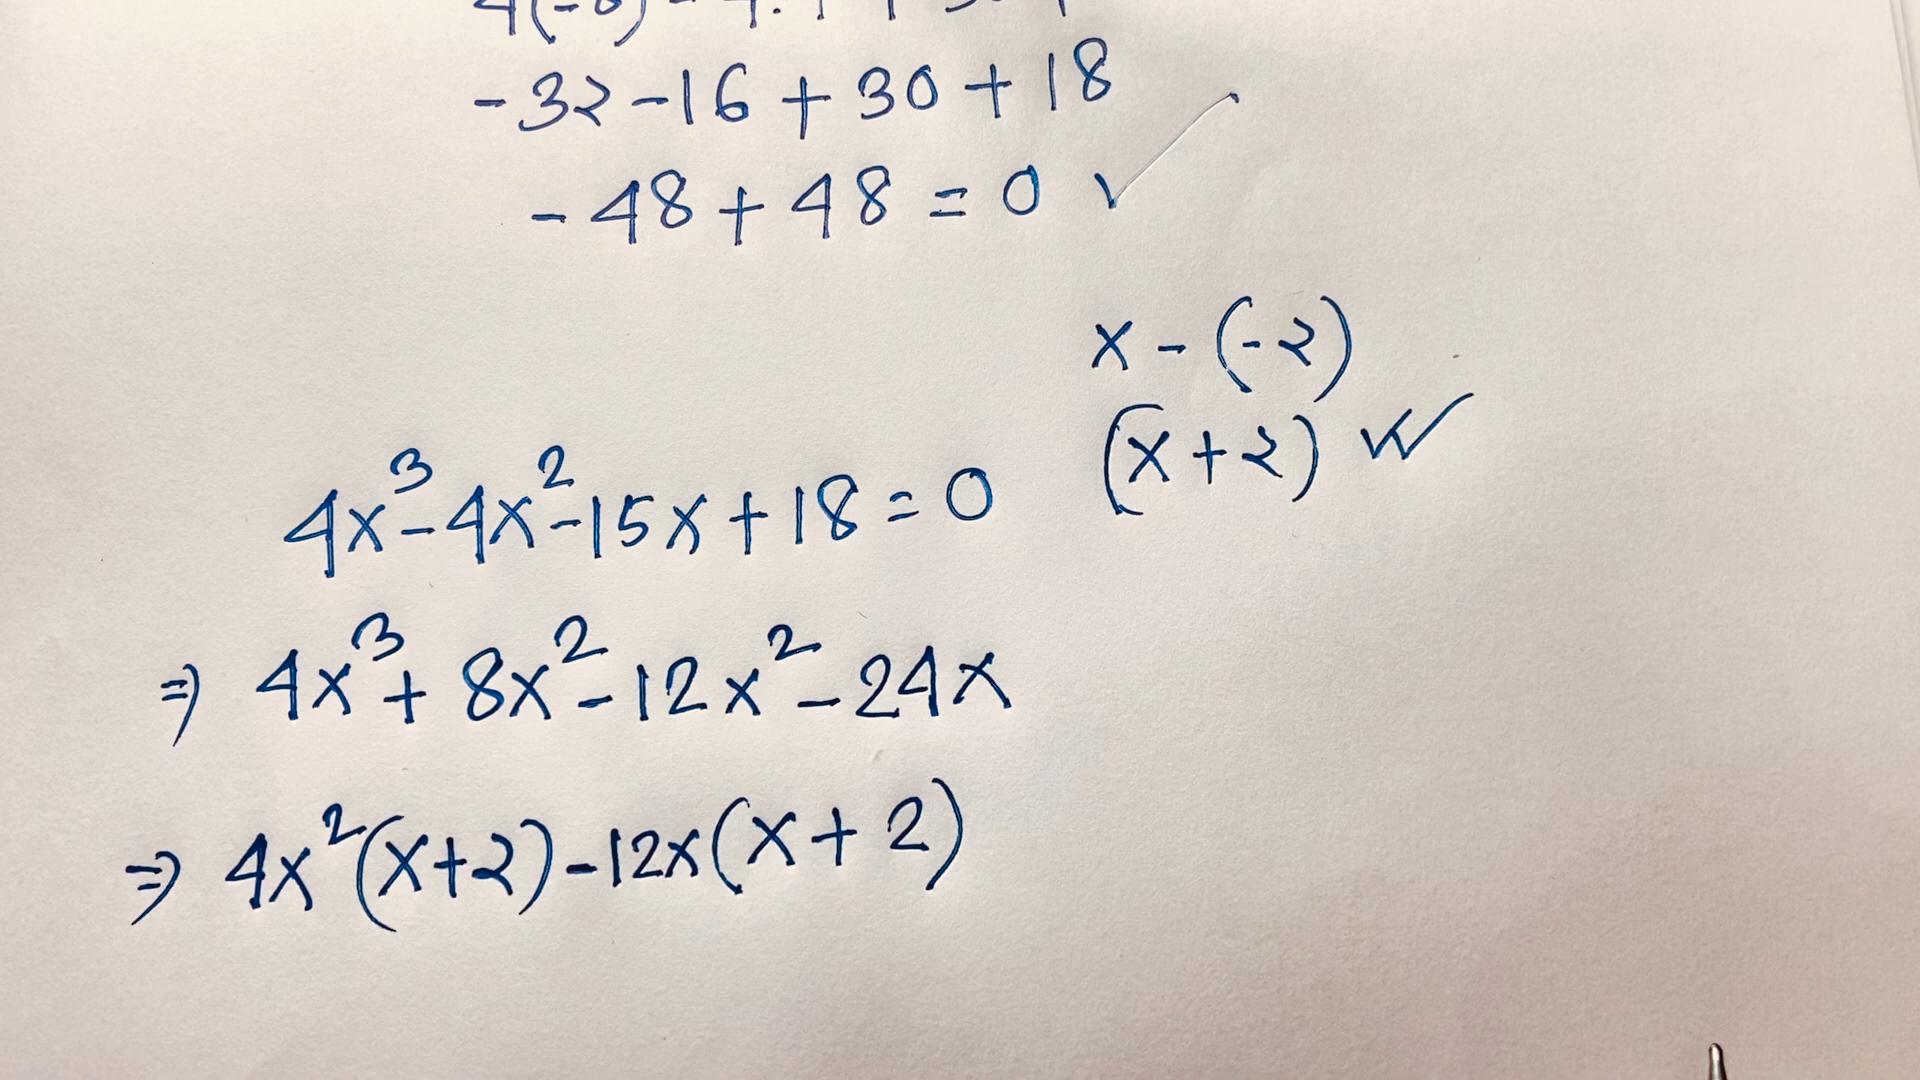 -32-16+30+18
-48+48=0 ✓
x-(-2)
(x+2) ✓✓
4x³-4x²-15x+18=0
⇒ 4x³+8x²-12x²-24x
⇒ 4x²(x+2)-12x(x+2)